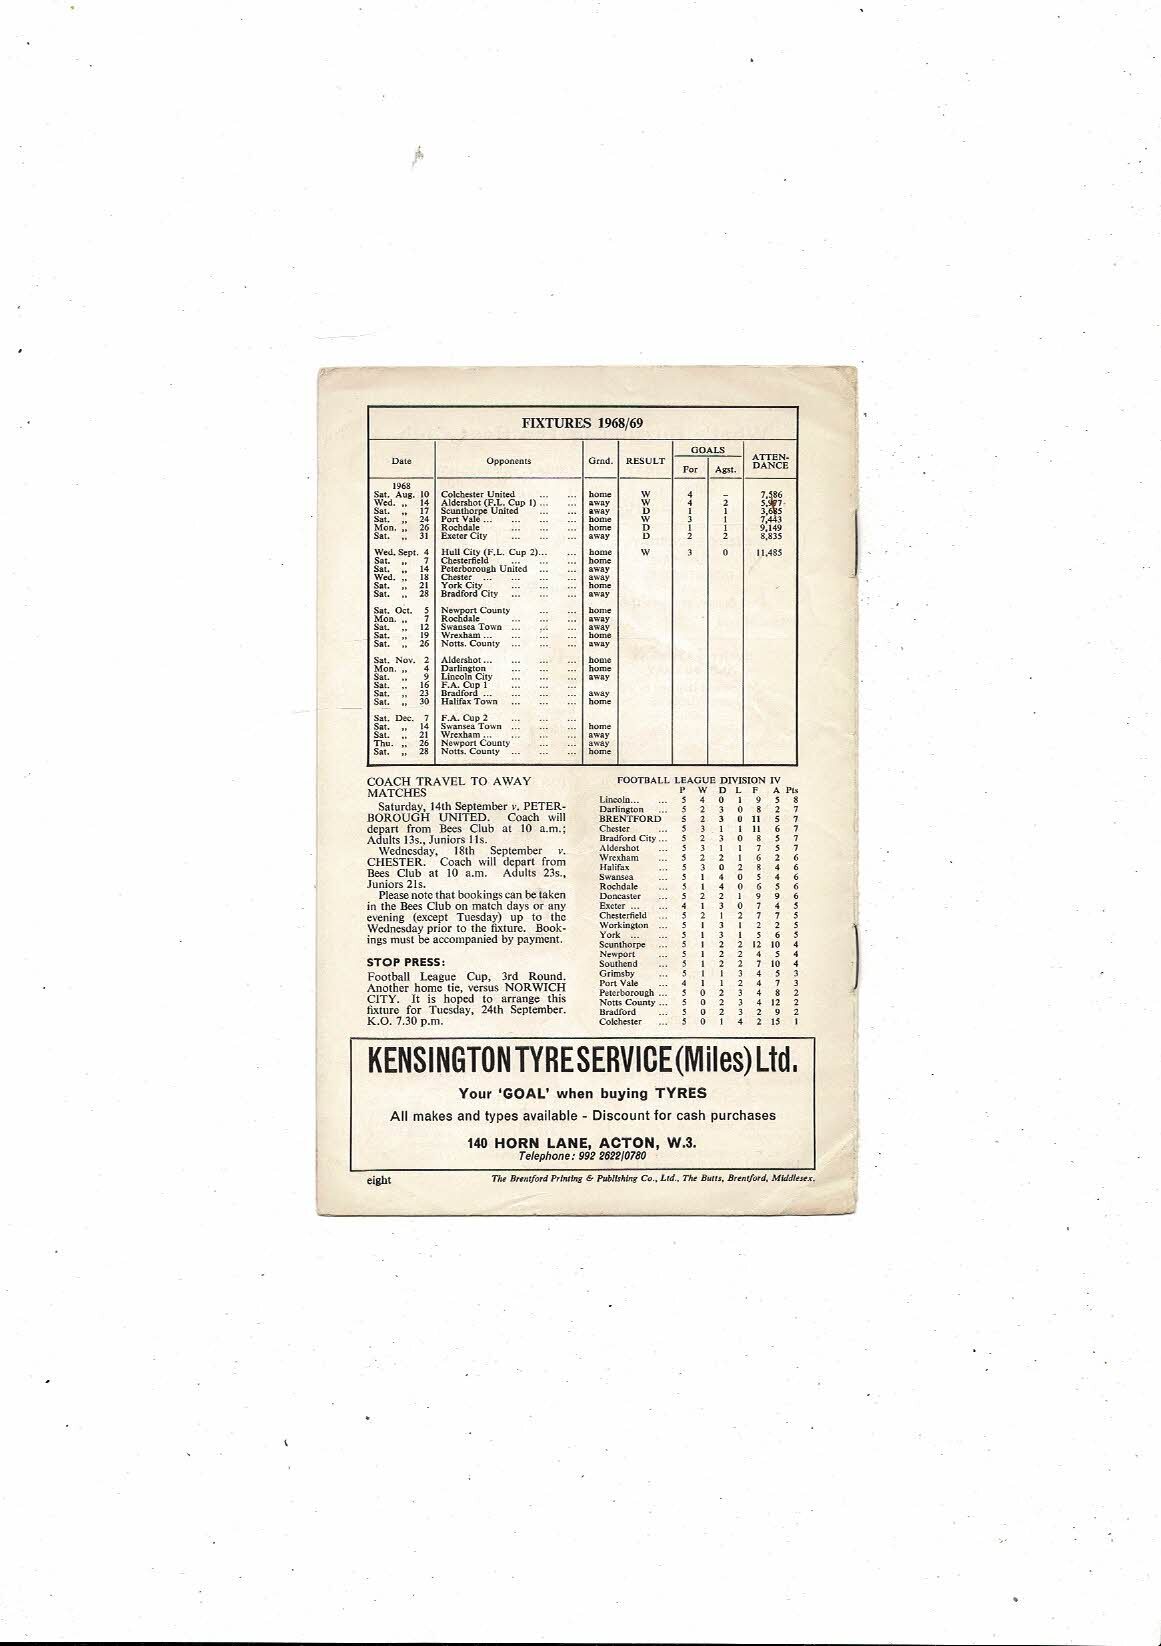 FIXTURES 1968/69
Date Opponents Grnd. RESULT GOALS For Agst. ATTEN-DANCE
1968
Sat. Aug. 10 Colchester United ... ... home W 4 – 7,586
Wed. ,, 14 Aldershot (F.L. Cup 1) ... ... away W 4 2
Sat. ,, 17 Scunthorpe United ... ... away D 1 1
Sat. ,, 24 Port Vale ... ... ... ... home W 3 1 7,443
Mon. ,, 26 Rochdale ... ... ... home D 1 1 9,149
Sat. ,, 31 Exeter City ... ... ... away D 2 2 8,835
Wed. Sept. 4 Hull City (F.L. Cup 2)... ... home W 3 0 11,485
Sat. ,, 7 Chesterfield ... ... ... home
Sat. ,, 14 Peterborough United ... ... away
Wed. ,, 18 Chester ... ... ... ... away
Sat. ,, 21 York City ... ... ... home
Sat. ,, 28 Bradford City ... ... ... away
Sat. Oct. 5 Newport County ... ... home
Mon. ,, 7 Rochdale ... ... ... away
Sat. ,, 12 Swansea Town ... ... ... away
Sat. ,, 19 Wrexham ... ... ... ... home
Sat. ,, 26 Notts. County ... ... ... away
Sat. Nov. 2 Aldershot ... ... ... ... home
Mon. ,, 4 Darlington ... ... ... home
Sat. ,, 9 Lincoln City ... ... ... away
Sat. ,, 16 F.A. Cup 1 ... ... ...
Sat. ,, 23 Bradford ... ... ... ... away
Sat. ,, 30 Halifax Town ... ... ... home
Sat. Dec. 7 F.A. Cup 2 ... ... ...
Sat. ,, 14 Swansea Town ... ... ... home
Sat. ,, 21 Wrexham ... ... ... ... away
Thu. ,, 26 Newport County ... ... away
Sat. ,, 28 Notts. County ... ... ... home
COACH TRAVEL TO AWAY
MATCHES
Saturday, 14th September v. PETER-
BOROUGH UNITED. Coach will
depart from Bees Club at 10 a.m.;
Adults 13s., Juniors 11s.
Wednesday, 18th September v.
CHESTER. Coach will depart from
Bees Club at 10 a.m. Adults 23s.,
Juniors 21s.
Please note that bookings can be taken
in the Bees Club on match days or any
evening (except Tuesday) up to the
Wednesday prior to the fixture. Book-
ings must be accompanied by payment.
STOP PRESS:
Football League Cup, 3rd Round.
Another home tie, versus NORWICH
CITY. It is hoped to arrange this
fixture for Tuesday, 24th September.
K.O. 7.30 p.m.
FOOTBALL LEAGUE DIVISION IV
P W D L F A Pts
Lincoln... ... 5 4 0 1 9 5 8
Darlington ... 5 2 3 0 8 2 7
BRENTFORD 5 2 3 0 11 5 7
Chester ... 5 3 1 1 11 6 7
Bradford City ... 5 2 3 0 8 5 7
Aldershot ... 5 3 1 1 7 5 7
Wrexham ... 5 2 2 1 6 2 6
Halifax ... 5 3 0 2 8 4 6
Swansea ... 5 1 4 0 5 4 6
Rochdale ... 5 1 4 0 6 5 6
Doncaster ... 5 2 2 1 9 9 6
Exeter ... ... 4 1 3 0 7 4 5
Chesterfield ... 5 2 1 2 7 7 5
Workington ... 5 1 3 1 2 2 5
York ... ... 5 1 3 1 5 6 5
Scunthorpe ... 5 1 2 2 12 10 4
Newport ... 5 1 2 2 4 5 4
Southend ... 5 1 2 2 7 10 4
Grimsby ... 5 1 1 3 4 5 3
Port Vale ... 4 1 1 2 4 7 3
Peterborough ... 5 0 2 3 4 8 2
Notts County ... 5 0 2 3 4 12 2
Bradford ... 5 0 2 3 2 9 2
Colchester ... 5 0 1 4 2 15 1
KENSINGTON TYRE SERVICE (Miles) Ltd.
Your 'GOAL' when buying TYRES
All makes and types available - Discount for cash purchases
140 HORN LANE, ACTON, W.3.
Telephone: 992 2622/0780
eight The Brentford Printing & Publishing Co., Ltd., The Butts, Brentford, Middlesex.